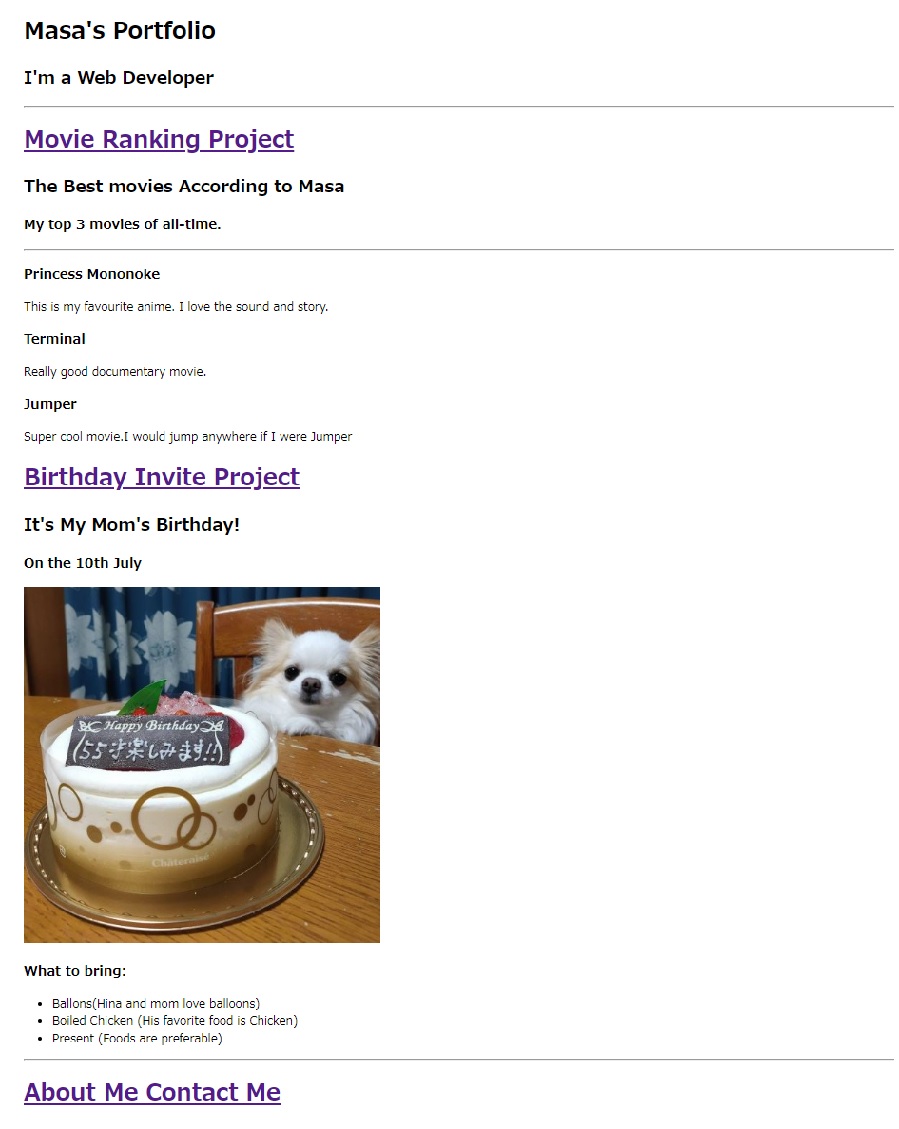 Masa's Portfolio
I'm a Web Developer
Movie Ranking Project
The Best movies According to Masa
My top 3 movies of all-time.
Princess Mononoke
This is my favourite anime. I love the sound and story.
Terminal
Really good documentary movie.
Jumper
Super cool movie.I would jump anywhere if I were Jumper
Birthday Invite Project
It's My Mom's Birthday!
On the 10th July
Happy Birthday
55才楽しみます!!
Châteraisé
What to bring:
Ballons(Hina and mom love balloons)
Boiled Chicken (His favorite food is Chicken)
Present (Foods are preferable)
About Me Contact Me